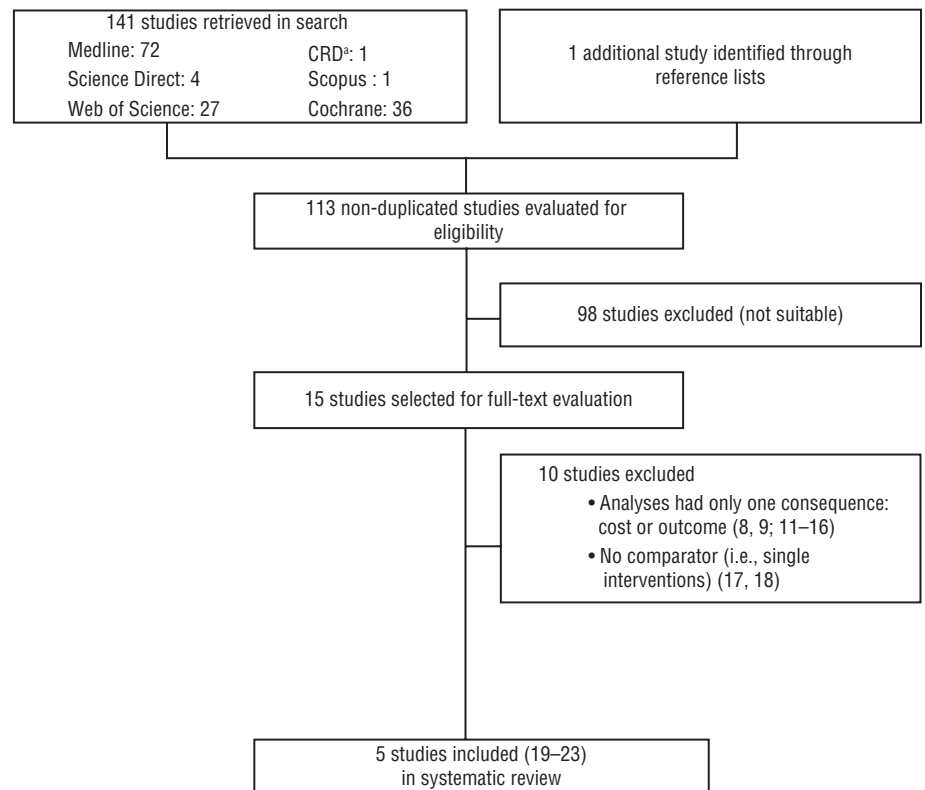 141 studies retrieved in search
Medline: 72
CRDᵃ: 1
Science Direct: 4
Scopus : 1
Web of Science: 27
Cochrane: 36
1 additional study identified through
reference lists
113 non-duplicated studies evaluated for
eligibility
98 studies excluded (not suitable)
15 studies selected for full-text evaluation
10 studies excluded
• Analyses had only one consequence:
cost or outcome (8, 9; 11–16)
• No comparator (i.e., single
interventions) (17, 18)
5 studies included (19–23)
in systematic review